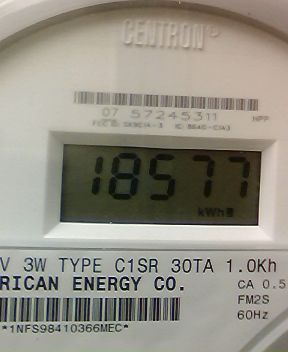 CENTRON
07 57245311
HPP
18577
kWh
V 3W TYPE C1SR 30TA 1.0Kh
RICAN ENERGY CO.
CA 0.5
FM2S
60Hz
*1NFS98410366MEC*